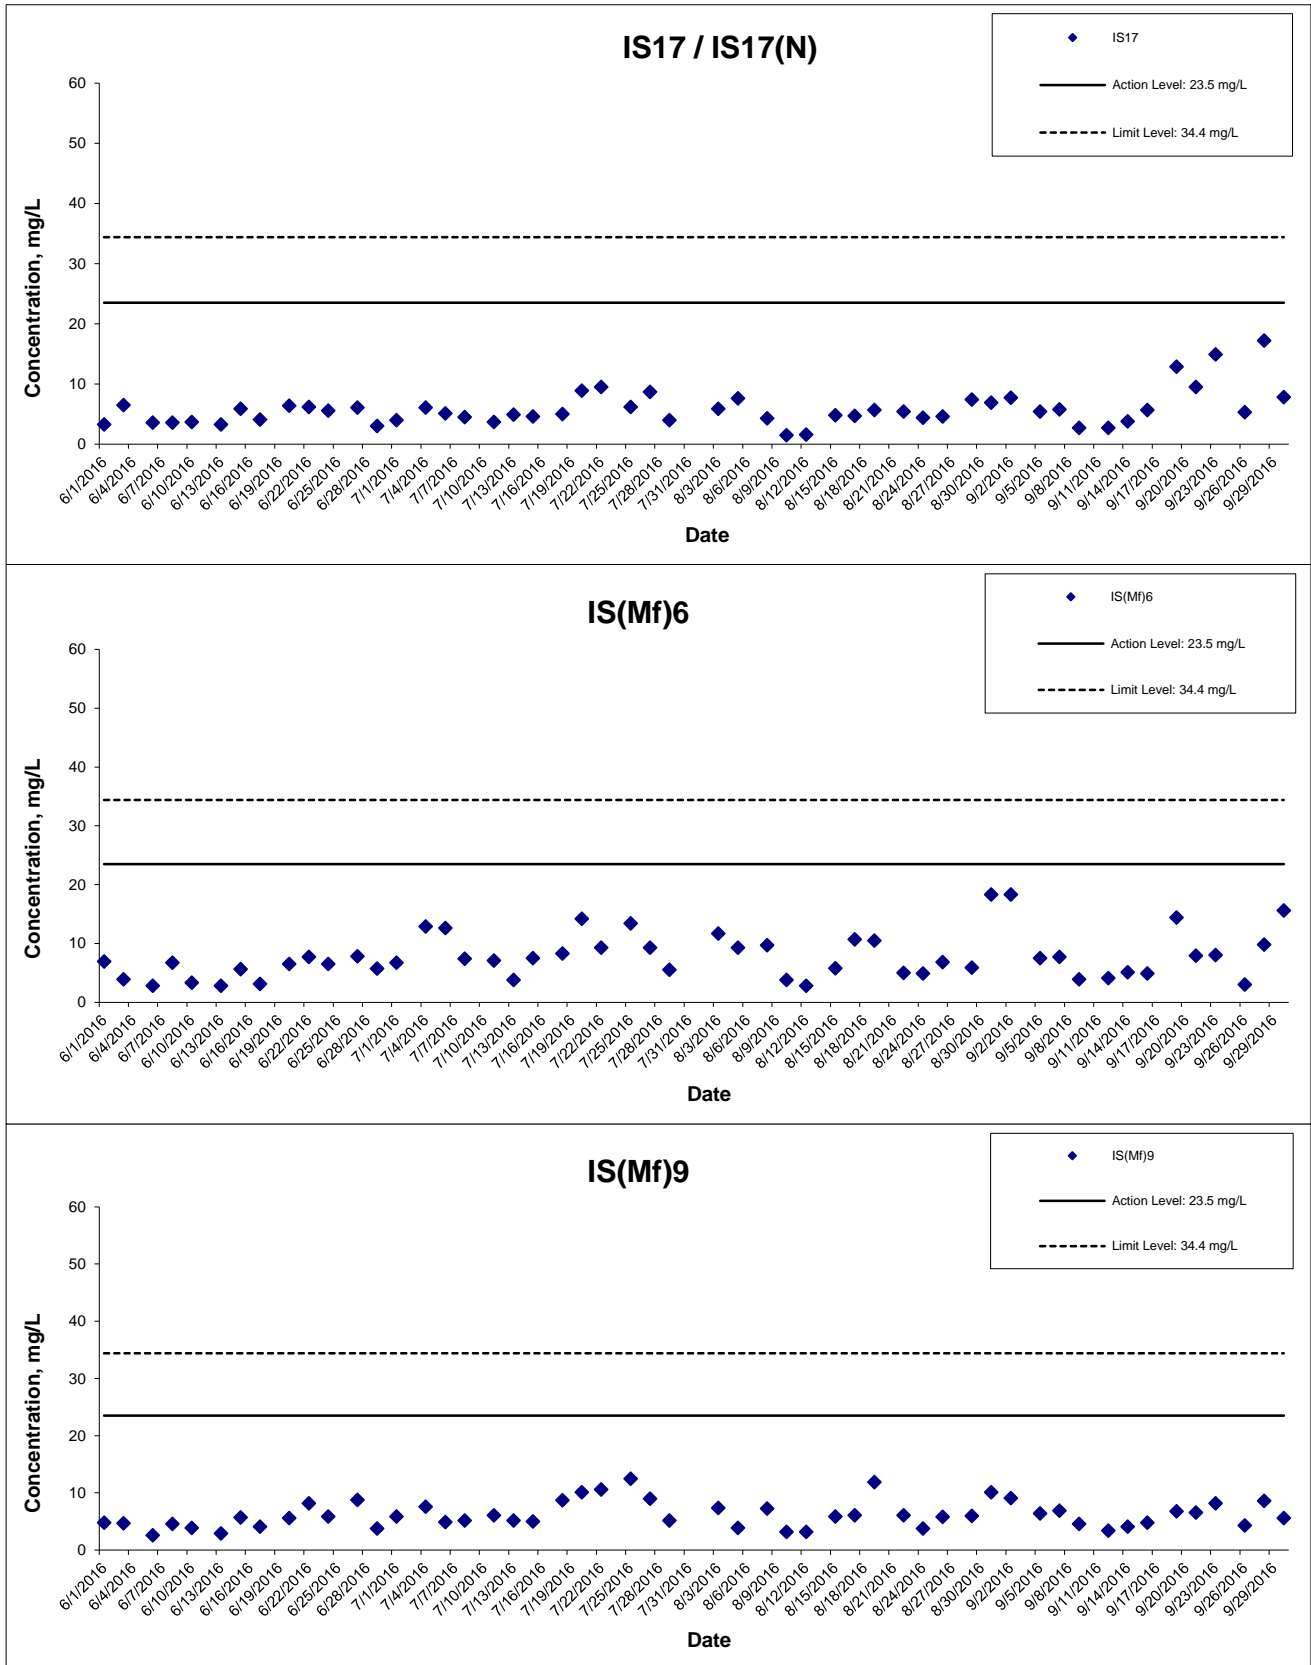 IS17 / IS17(N)
IS17
Action Level: 23.5 mg/L
Limit Level: 34.4 mg/L
Concentration, mg/L
60
50
40
30
20
10
0
6/1/2016 6/4/2016 6/7/2016 6/10/2016 6/13/2016 6/16/2016 6/19/2016 6/22/2016 6/25/2016 6/28/2016 7/1/2016 7/4/2016 7/7/2016 7/10/2016 7/13/2016 7/16/2016 7/19/2016 7/22/2016 7/25/2016 7/28/2016 7/31/2016 8/3/2016 8/6/2016 8/9/2016 8/12/2016 8/15/2016 8/18/2016 8/21/2016 8/24/2016 8/27/2016 8/30/2016 9/2/2016 9/5/2016 9/8/2016 9/11/2016 9/14/2016 9/17/2016 9/20/2016 9/23/2016 9/26/2016 9/29/2016
Date
IS(Mf)6
IS(Mf)6
Action Level: 23.5 mg/L
Limit Level: 34.4 mg/L
Concentration, mg/L
60
50
40
30
20
10
0
6/1/2016 6/4/2016 6/7/2016 6/10/2016 6/13/2016 6/16/2016 6/19/2016 6/22/2016 6/25/2016 6/28/2016 7/1/2016 7/4/2016 7/7/2016 7/10/2016 7/13/2016 7/16/2016 7/19/2016 7/22/2016 7/25/2016 7/28/2016 7/31/2016 8/3/2016 8/6/2016 8/9/2016 8/12/2016 8/15/2016 8/18/2016 8/21/2016 8/24/2016 8/27/2016 8/30/2016 9/2/2016 9/5/2016 9/8/2016 9/11/2016 9/14/2016 9/17/2016 9/20/2016 9/23/2016 9/26/2016 9/29/2016
Date
IS(Mf)9
IS(Mf)9
Action Level: 23.5 mg/L
Limit Level: 34.4 mg/L
Concentration, mg/L
60
50
40
30
20
10
0
6/1/2016 6/4/2016 6/7/2016 6/10/2016 6/13/2016 6/16/2016 6/19/2016 6/22/2016 6/25/2016 6/28/2016 7/1/2016 7/4/2016 7/7/2016 7/10/2016 7/13/2016 7/16/2016 7/19/2016 7/22/2016 7/25/2016 7/28/2016 7/31/2016 8/3/2016 8/6/2016 8/9/2016 8/12/2016 8/15/2016 8/18/2016 8/21/2016 8/24/2016 8/27/2016 8/30/2016 9/2/2016 9/5/2016 9/8/2016 9/11/2016 9/14/2016 9/17/2016 9/20/2016 9/23/2016 9/26/2016 9/29/2016
Date